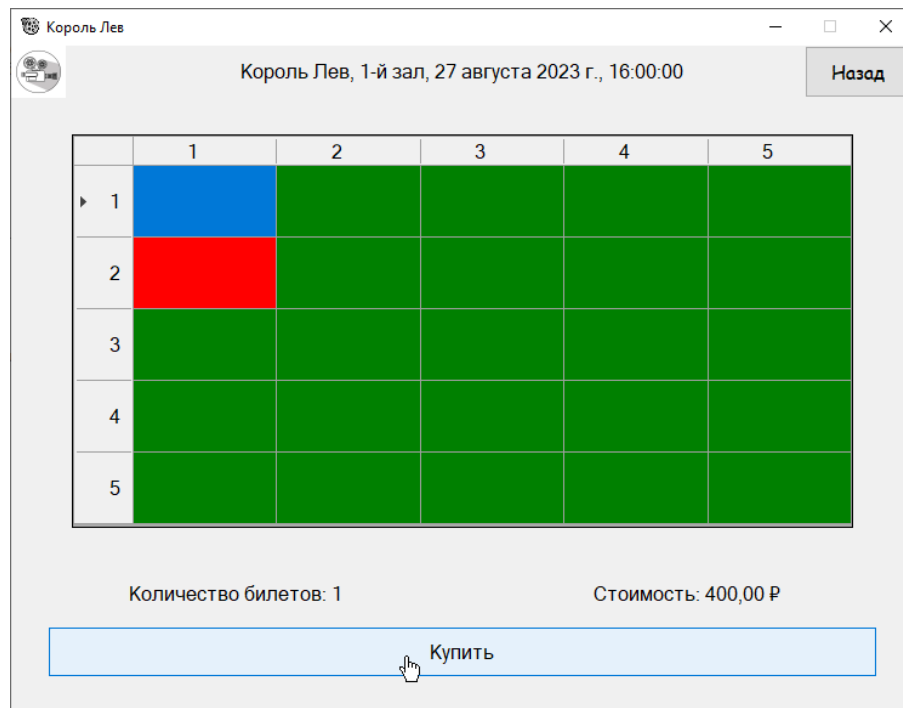 Король Лев
Король Лев, 1-й зал, 27 августа 2023 г., 16:00:00
Назад
1 2 3 4 5
1
2
3
4
5
Количество билетов: 1 Стоимость: 400,00 ₽
Купить